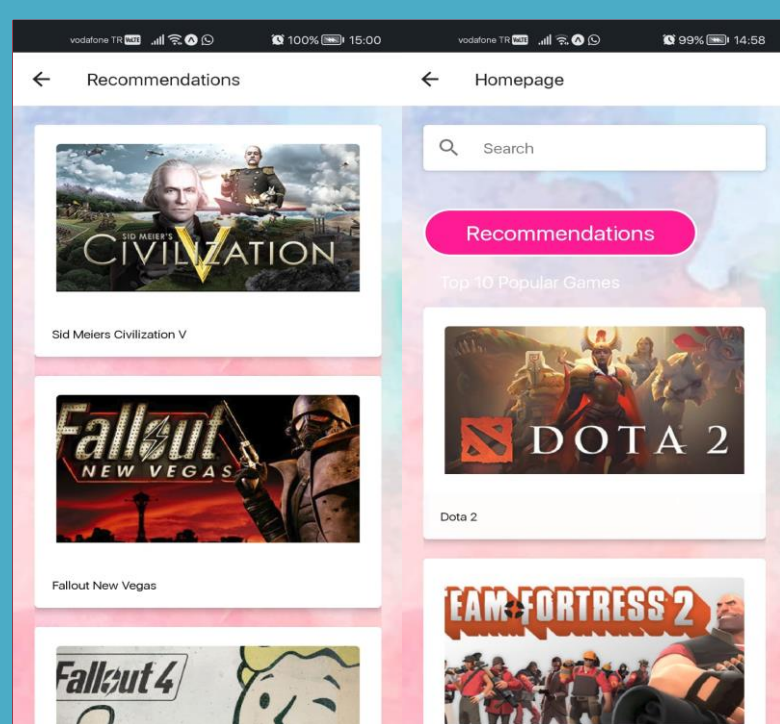 vodafone TR VoLTE 100% 15:00
Recommendations
SID MEIER'S
CIVILIZATION
V
Sid Meiers Civilization V
Fallout
NEW VEGAS
Fallout New Vegas
Fallout 4
vodafone TR VoLTE 99% 14:58
Homepage
Search
Recommendations
Top 10 Popular Games
DOTA 2
Dota 2
TEAM FORTRESS 2